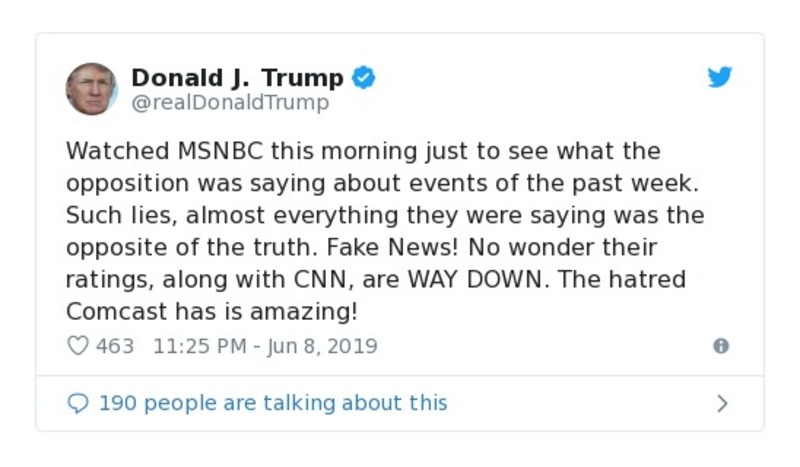 Donald J. Trump
@realDonaldTrump
Watched MSNBC this morning just to see what the
opposition was saying about events of the past week.
Such lies, almost everything they were saying was the
opposite of the truth. Fake News! No wonder their
ratings, along with CNN, are WAY DOWN. The hatred
Comcast has is amazing!
463 11:25 PM - Jun 8, 2019
190 people are talking about this